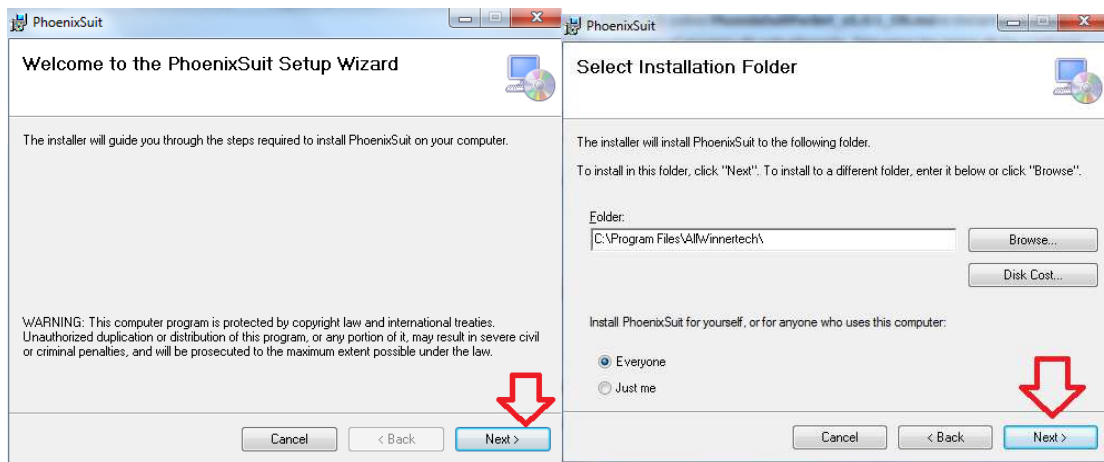 PhoenixSuit
Welcome to the PhoenixSuit Setup Wizard
The installer will guide you through the steps required to install PhoenixSuit on your computer.
WARNING: This computer program is protected by copyright law and international treaties.
Unauthorized duplication or distribution of this program, or any portion of it, may result in severe civil
or criminal penalties, and will be prosecuted to the maximum extent possible under the law.
Cancel
< Back
Next >
PhoenixSuit
Select Installation Folder
The installer will install PhoenixSuit to the following folder.
To install in this folder, click "Next". To install to a different folder, enter it below or click "Browse".
Folder:
C:\Program Files\AllWinnertech\
Browse...
Disk Cost...
Install PhoenixSuit for yourself, or for anyone who uses this computer:
Everyone
Just me
Cancel
< Back
Next >